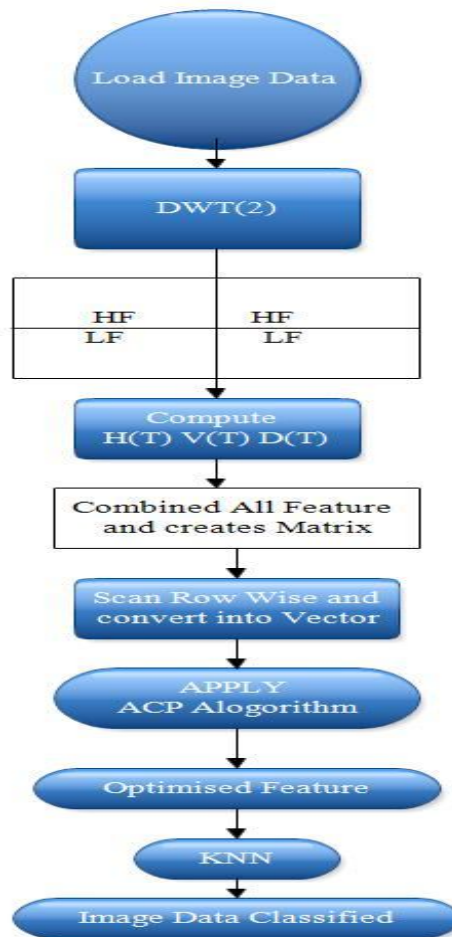 Load Image Data
DWT(2)
HF HF
LF LF
Compute
H(T) V(T) D(T)
Combined All Feature
and creates Matrix
Scan Row Wise and
convert into Vector
APPLY
ACP Alogorithm
Optimised Feature
KNN
Image Data Classified